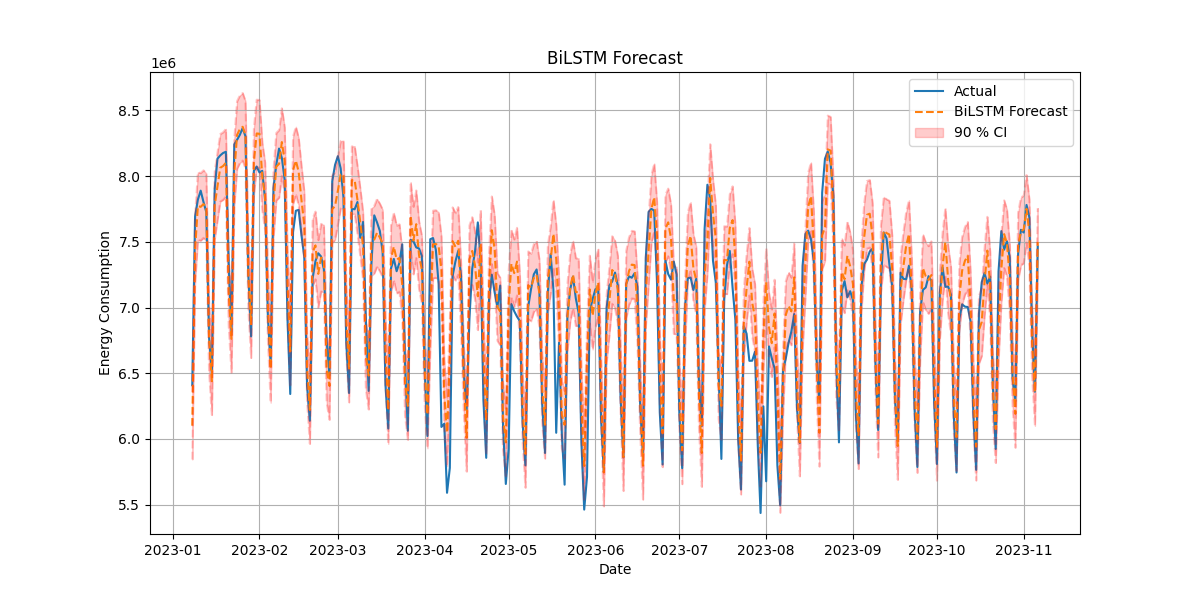 BiLSTM Forecast
1e6
Actual
BiLSTM Forecast
90 % CI
8.5
8.0
7.5
7.0
6.5
6.0
5.5
Energy Consumption
2023-01 2023-02 2023-03 2023-04 2023-05 2023-06 2023-07 2023-08 2023-09 2023-10 2023-11
Date